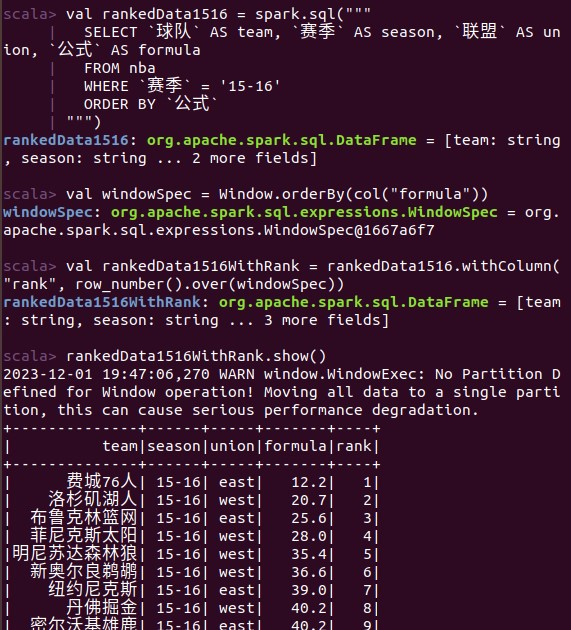 scala> val rankedData1516 = spark.sql("""
     |   SELECT `球队` AS team, `赛季` AS season, `联盟` AS un
ion, `公式` AS formula
     |   FROM nba
     |   WHERE `赛季` = '15-16'
     |   ORDER BY `公式`
     | """)
rankedData1516: org.apache.spark.sql.DataFrame = [team: string
, season: string ... 2 more fields]
scala> val windowSpec = Window.orderBy(col("formula"))
windowSpec: org.apache.spark.sql.expressions.WindowSpec = org.
apache.spark.sql.expressions.WindowSpec@1667a6f7
scala> val rankedData1516WithRank = rankedData1516.withColumn(
"rank", row_number().over(windowSpec))
rankedData1516WithRank: org.apache.spark.sql.DataFrame = [team
: string, season: string ... 3 more fields]
scala> rankedData1516WithRank.show()
2023-12-01 19:47:06,270 WARN window.WindowExec: No Partition D
efined for Window operation! Moving all data to a single parti
tion, this can cause serious performance degradation.
+--------------+------+-----+-------+----+
|          team|season|union|formula|rank|
+--------------+------+-----+-------+----+
|      费城76人| 15-16| east|   12.2|   1|
|    洛杉矶湖人| 15-16| west|   20.7|   2|
|  布鲁克林篮网| 15-16| east|   25.6|   3|
|  菲尼克斯太阳| 15-16| west|   28.0|   4|
|明尼苏达森林狼| 15-16| west|   35.4|   5|
|  新奥尔良鹈鹕| 15-16| west|   36.6|   6|
|    纽约尼克斯| 15-16| east|   39.0|   7|
|      丹佛掘金| 15-16| west|   40.2|   8|
|  密尔沃基雄鹿| 15-16| east|   40.2|   9|